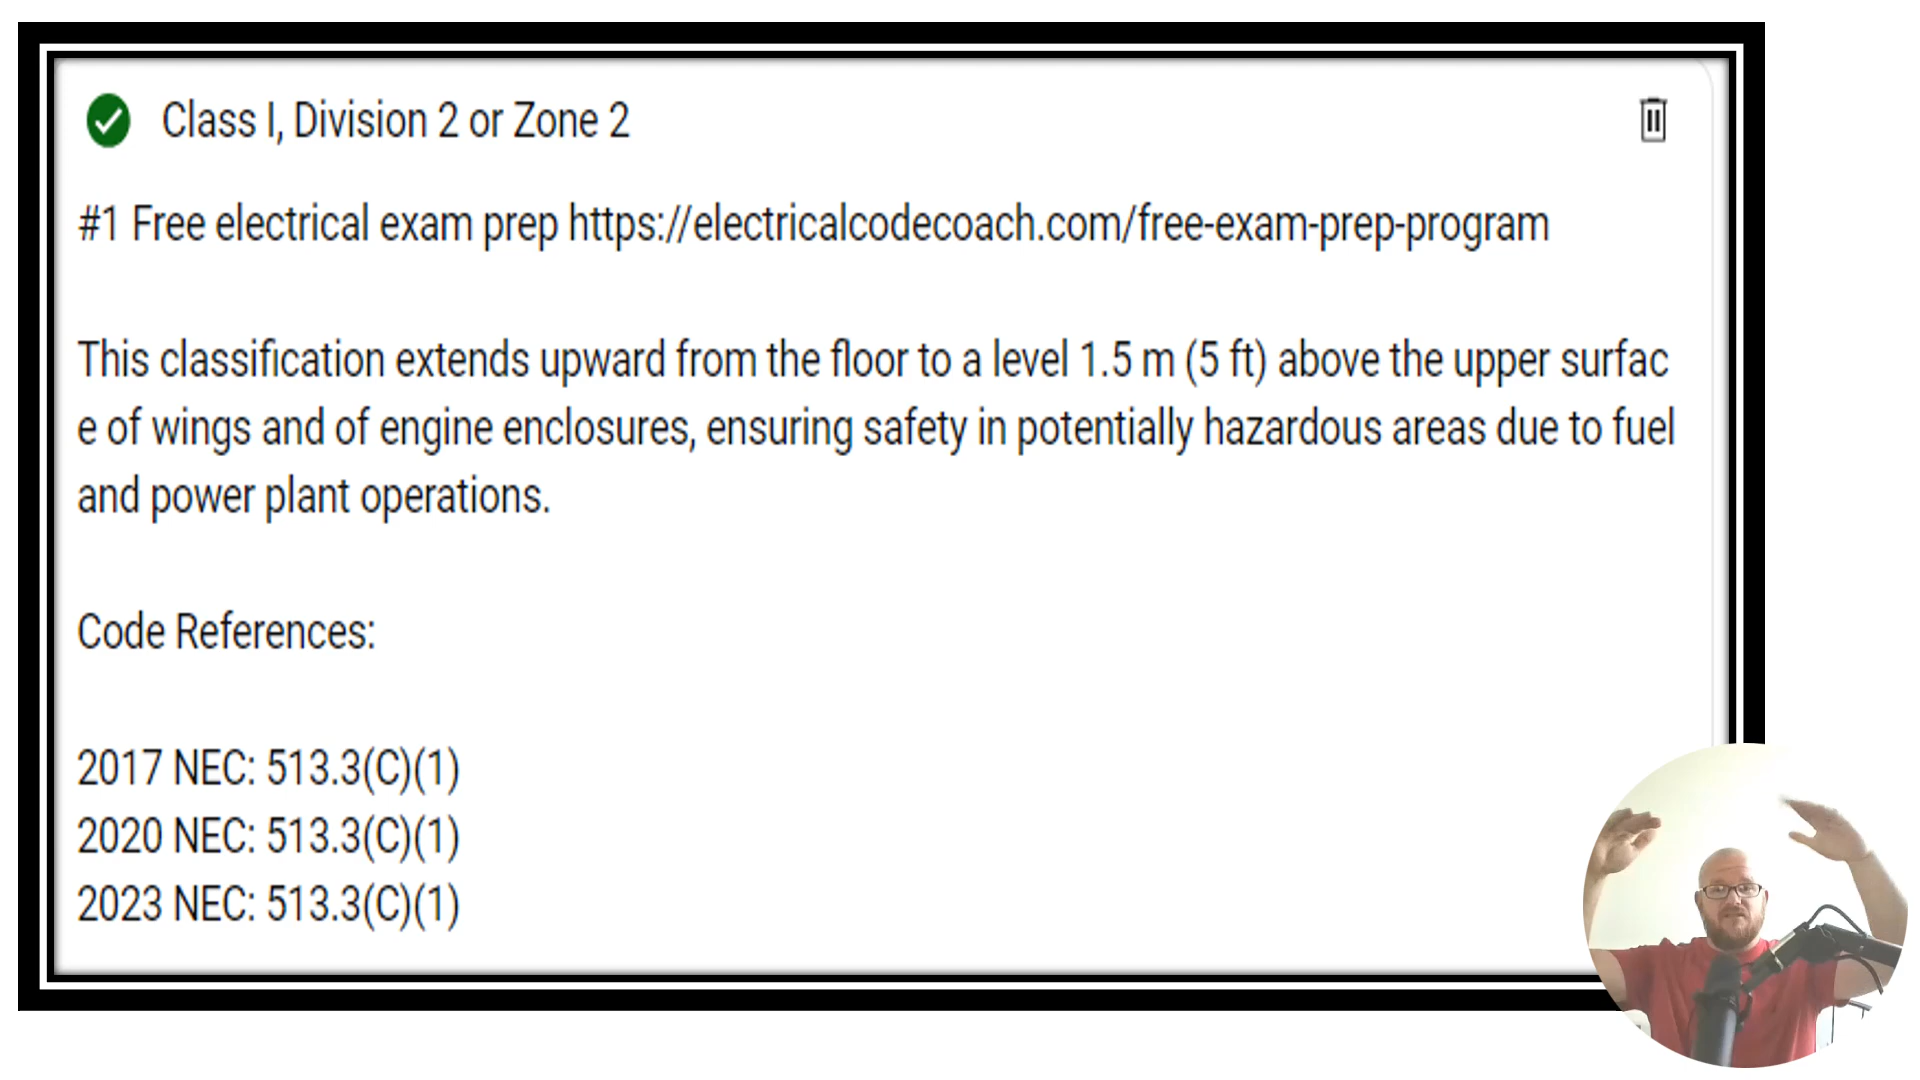 Class I, Division 2 or Zone 2
#1 Free electrical exam prep https://electricalcodecoach.com/free-exam-prep-program
This classification extends upward from the floor to a level 1.5 m (5 ft) above the upper surfac
e of wings and of engine enclosures, ensuring safety in potentially hazardous areas due to fuel
and power plant operations.
Code References:
2017 NEC: 513.3(C)(1)
2020 NEC: 513.3(C)(1)
2023 NEC: 513.3(C)(1)